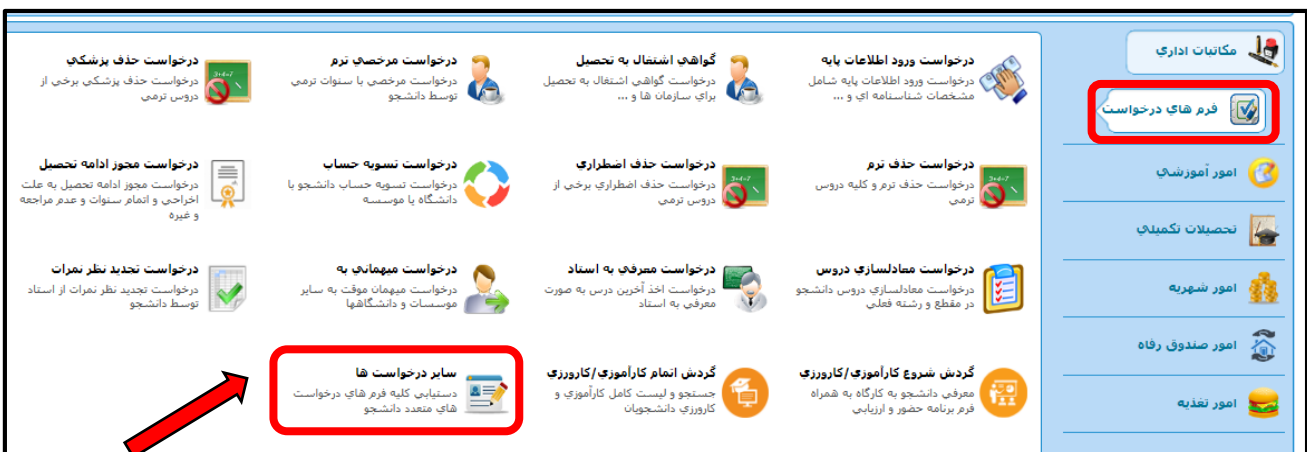 مکاتبات اداري
فرم هاي درخواست
امور آموزشي
تحصيلات تکميلي
امور شهريه
امور صندوق رفاه
امور تغذيه
درخواست ورود اطلاعات پايه
درخواست ورود اطلاعات پايه شامل
مشخصات شناسنامه اي و ...
گواهي اشتغال به تحصيل
درخواست گواهي اشتغال به تحصيل
براي سازمان ها و ...
درخواست مرخصي ترم
درخواست مرخصي با سنوات ترمي
توسط دانشجو
درخواست حذف پزشکي
درخواست حذف پزشکي برخي از
دروس ترمي
درخواست حذف ترم
درخواست حذف ترم و کليه دروس
ترمي
درخواست حذف اضطراري
درخواست حذف اضطراري برخي از
دروس ترمي
درخواست تسويه حساب
درخواست تسويه حساب دانشجو با
دانشگاه يا موسسه
درخواست مجوز ادامه تحصيل
درخواست مجوز ادامه تحصيل به علت
اخراجي و اتمام سنوات و عدم مراجعه
و غيره
درخواست معادلسازي دروس
درخواست معادلسازي دروس دانشجو
در مقطع و رشته فعلي
درخواست معرفي به استاد
درخواست اخذ آخرين درس به صورت
معرفي به استاد
درخواست ميهماني به
درخواست ميهمان موقت به ساير
موسسات و دانشگاهها
درخواست تجديد نظر نمرات
درخواست تجديد نظر نمرات از استاد
توسط دانشجو
گردش شروع کارآموزي/کارورزي
معرفي دانشجو به کارگاه به همراه
فرم برنامه حضور و ارزيابي
گردش اتمام کارآموزي/کارورزي
جستجو و ليست کامل کارآموزي و
کارورزي دانشجويان
ساير درخواست ها
دستيابي کليه فرم هاي درخواست
هاي متعدد دانشجو